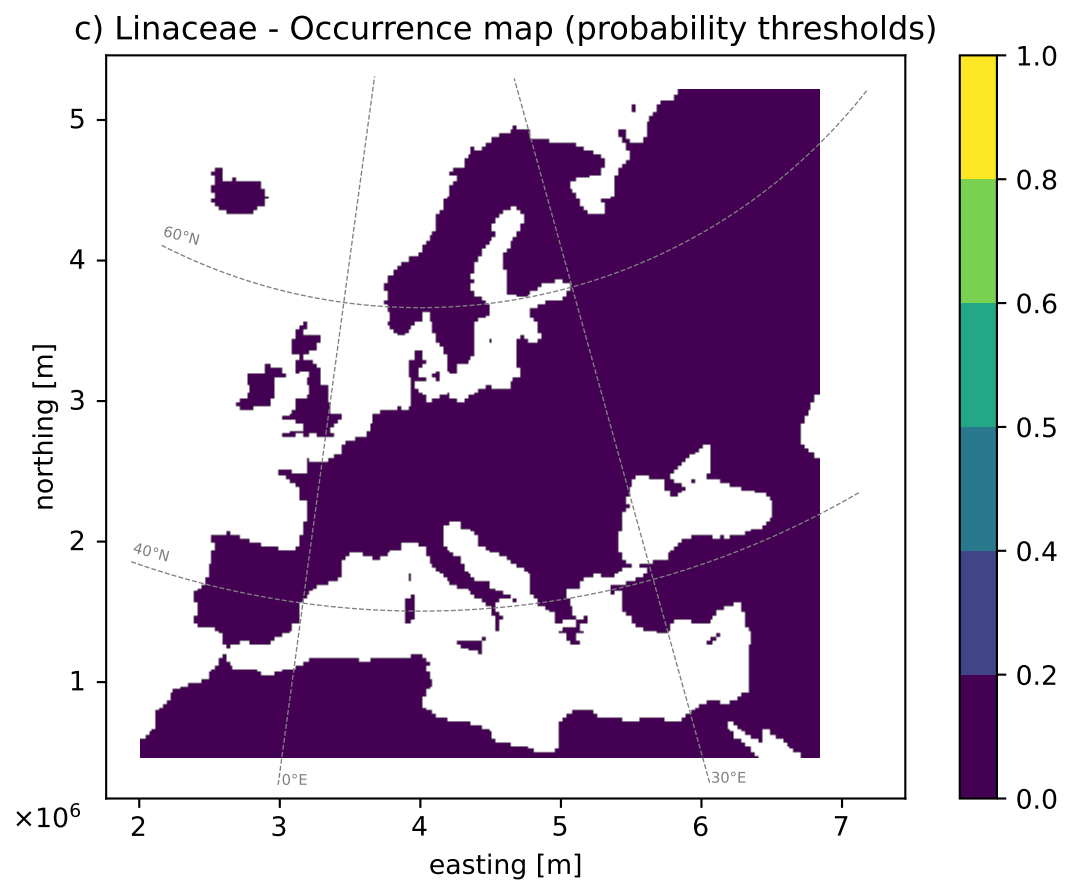 c) Linaceae - Occurrence map (probability thresholds)
northing [m]
5
4
3
2
1
60°N
40°N
0°E
30°E
×10⁶
2 3 4 5 6 7
easting [m]
1.0
0.8
0.6
0.5
0.4
0.2
0.0